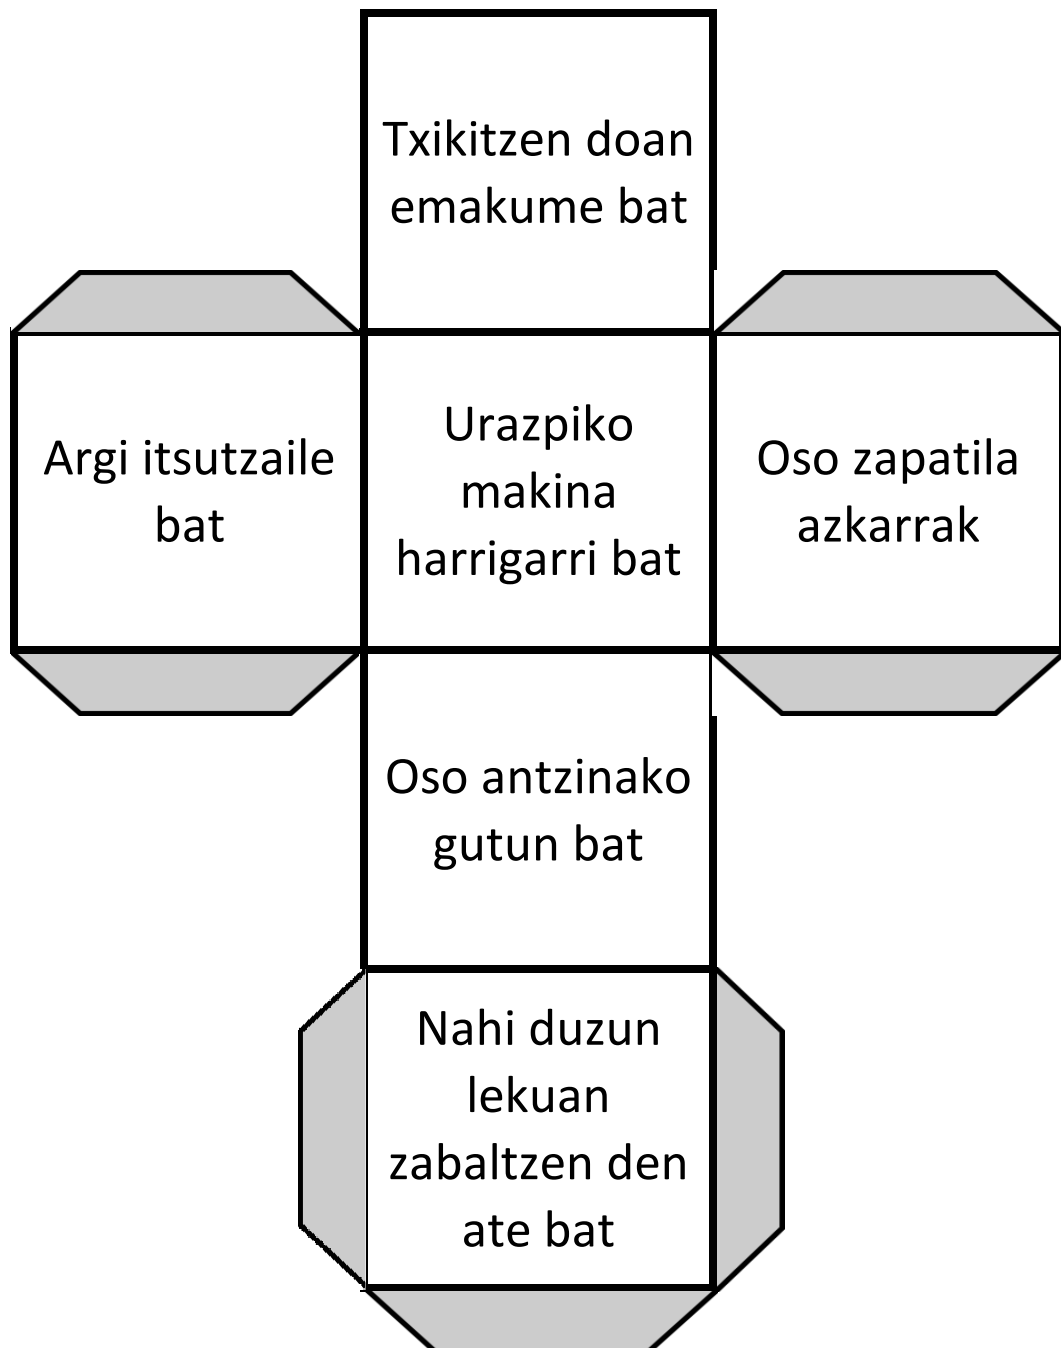 Txikitzen doan
emakume bat
Argi itsutzaile
bat
Urazpiko
makina
harrigarri bat
Oso zapatila
azkarrak
Oso antzinako
gutun bat
Nahi duzun
lekuan
zabaltzen den
ate bat